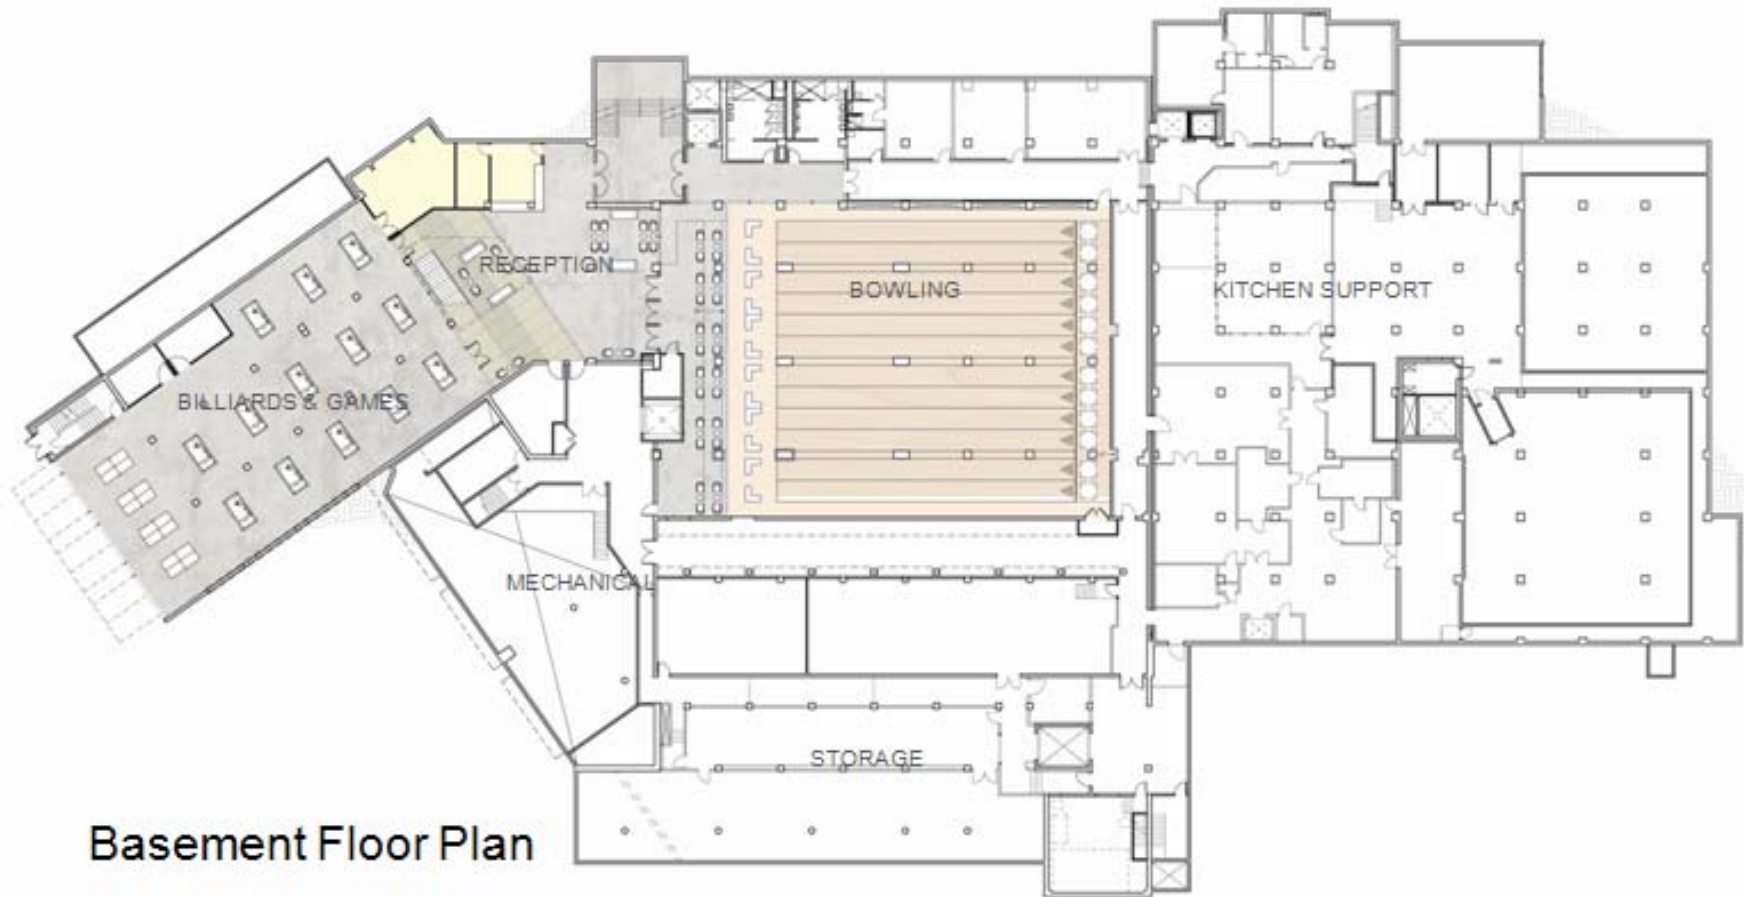 RECEPTION
BOWLING
KITCHEN SUPPORT
BILLIARDS & GAMES
MECHANICAL
STORAGE
Basement Floor Plan